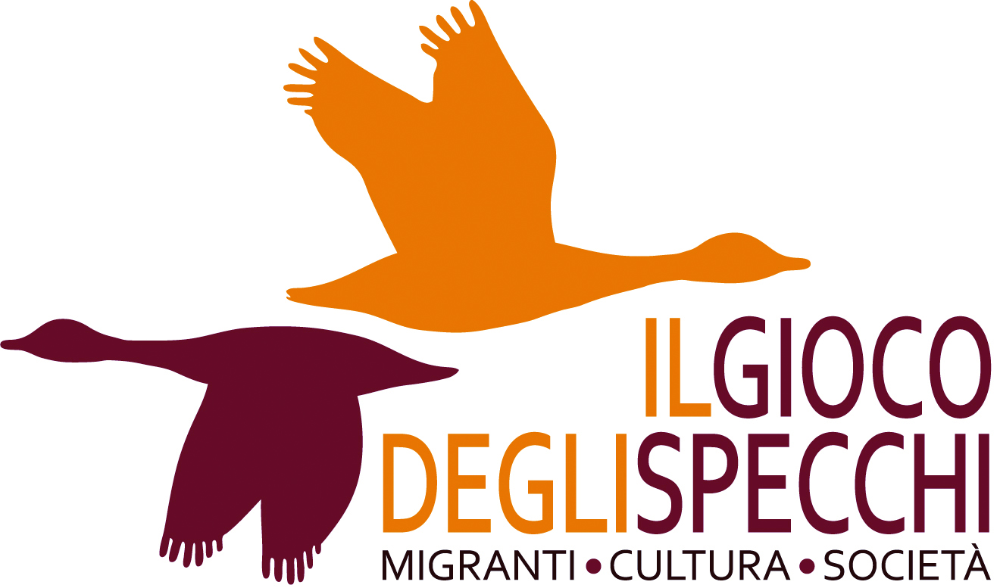 ILGIOCO
DEGLISPECCHI
MIGRANTI•CULTURA•SOCIETÀ